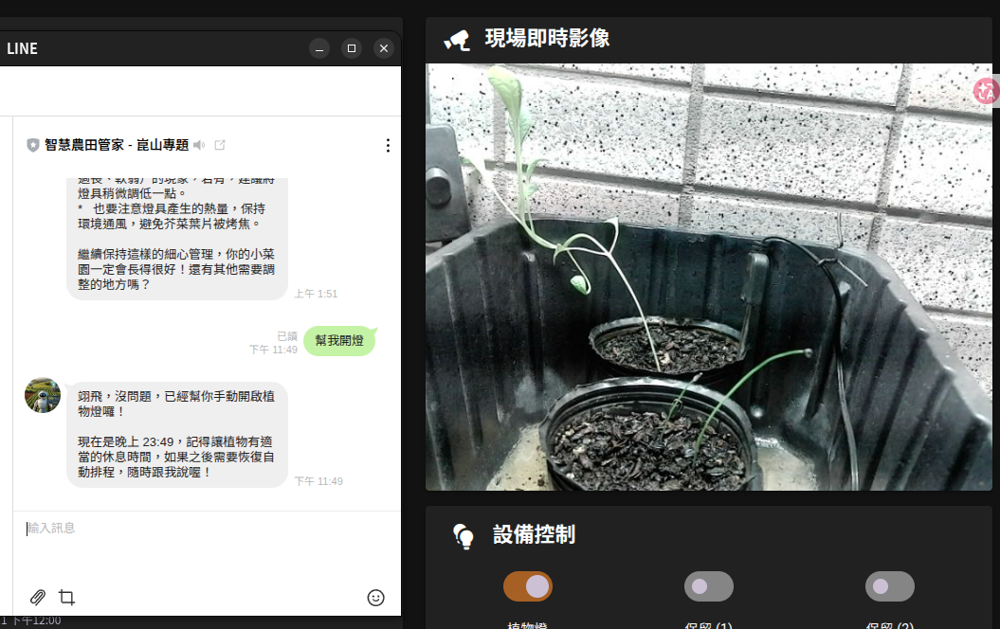 LINE
智慧農田管家 - 崑山專題
過長、軟弱）的現象，若有，建議將
燈具稍微調低一點。
* 也要注意燈具產生的熱量，保持
環境通風，避免芥菜葉片被烤焦。
繼續保持這樣的細心管理，你的小菜
園一定會長得很好！還有其他需要調
整的地方嗎？
上午 1:51
已讀
下午 11:49
幫我開燈
翊飛，沒問題，已經幫你手動開啟植
物燈囉！
現在是晚上 23:49，記得讓植物有適
當的休息時間，如果之後需要恢復自
動排程，隨時跟我說喔！
下午 11:49
輸入訊息
1 下午12:00
現場即時影像
設備控制
植物燈
保留 (1)
保留 (2)